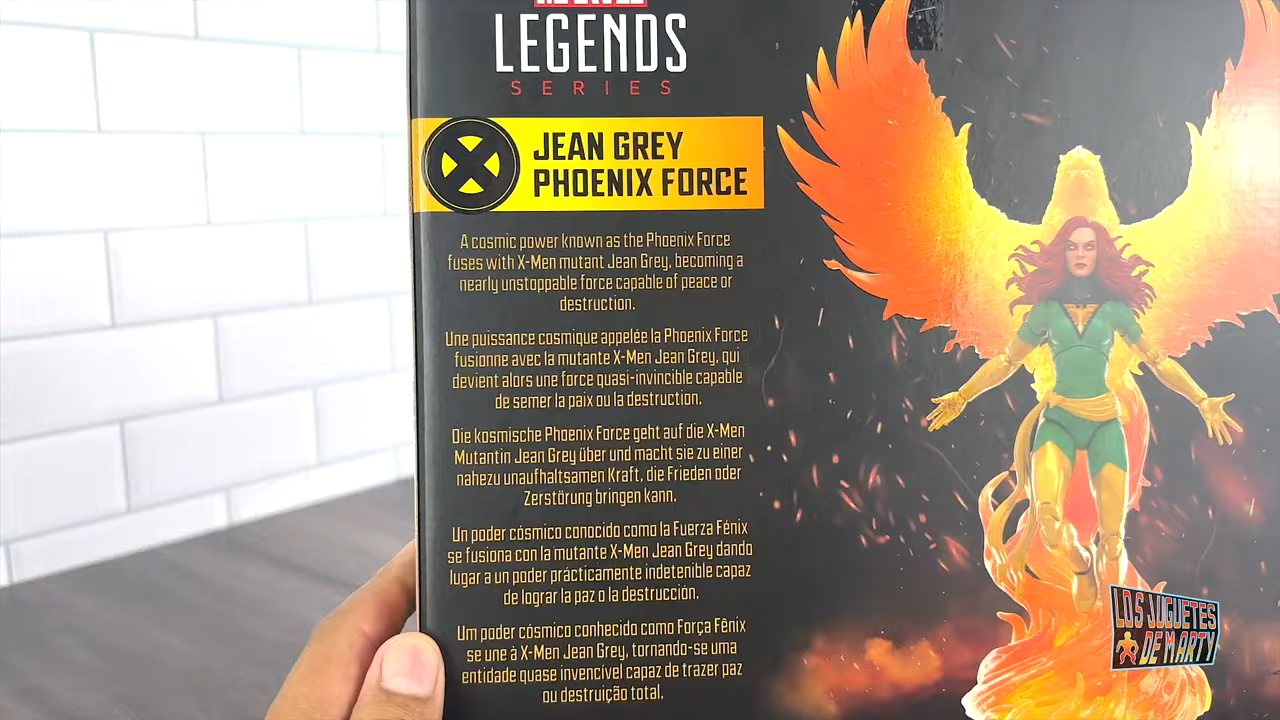 MARVEL
LEGENDS
SERIES
JEAN GREY
PHOENIX FORCE
A cosmic power known as the Phoenix Force
fuses with X-Men mutant Jean Grey, becoming a
nearly unstoppable force capable of peace or
destruction.
Une puissance cosmique appelée la Phoenix Force
fusionne avec la mutante X-Men Jean Grey, qui
devient alors une force quasi-invincible capable
de semer la paix ou la destruction.
Die kosmische Phoenix Force geht auf die X-Men
Mutantin Jean Grey über und macht sie zu einer
nahezu unaufhaltsamen Kraft, die Frieden oder
Zerstörung bringen kann.
Un poder cósmico conocido como la Fuerza Fénix
se fusiona con la mutante X-Men Jean Grey dando
lugar a un poder prácticamente indetenible capaz
de lograr la paz o la destrucción.
Um poder cósmico conhecido como Força Fênix
se une à X-Men Jean Grey, tornando-se uma
entidade quase invencível capaz de trazer paz
ou destruição total.
LOS JUGUETES
DE MARTY